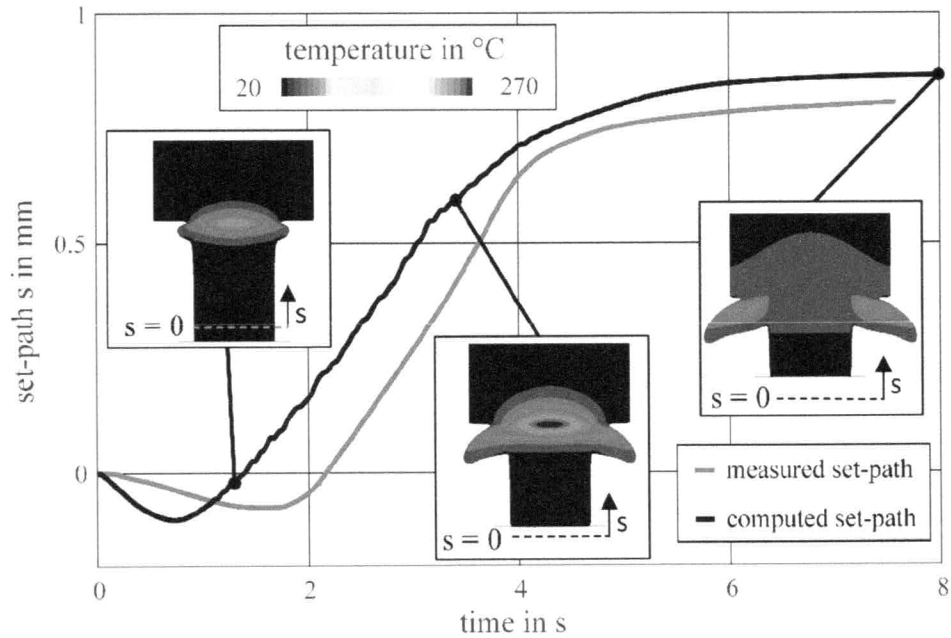 1
temperature in °C
20 270
set-path s in mm
0.5
s = 0
s
s
s = 0
s
s = 0
measured set-path
computed set-path
0
0 2 4 6 8
time in s